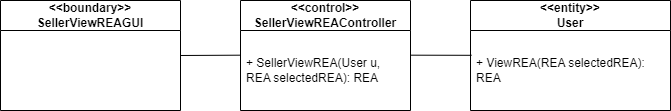 <<boundary>>
SellerViewREAGUI
<<control>>
SellerViewREAController
+ SellerViewREA(User u,
REA selectedREA): REA
<<entity>>
User
+ ViewREA(REA selectedREA):
REA